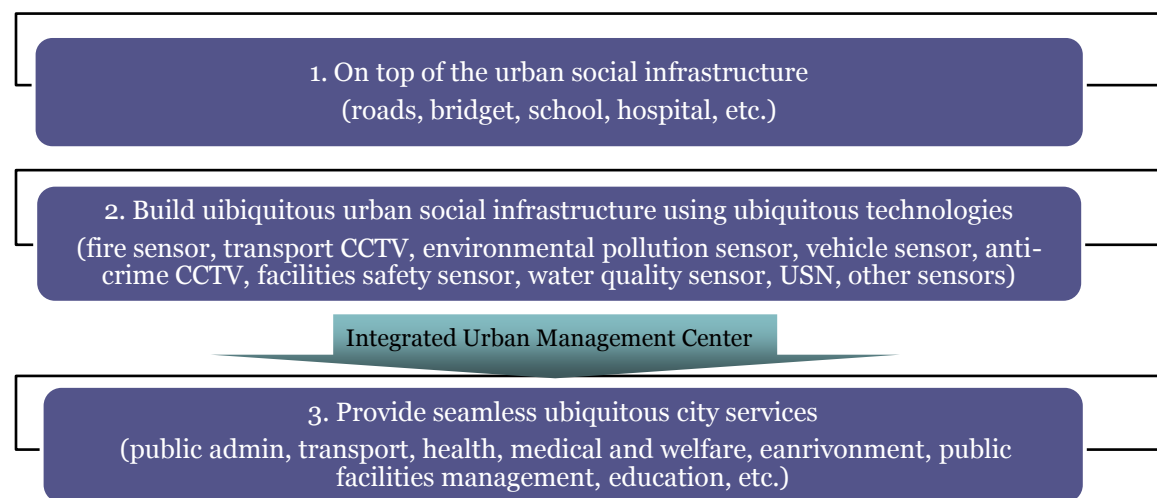 1. On top of the urban social infrastructure
(roads, bridget, school, hospital, etc.)
2. Build uibiquitous urban social infrastructure using ubiquitous technologies
(fire sensor, transport CCTV, environmental pollution sensor, vehicle sensor, anti-
crime CCTV, facilities safety sensor, water quality sensor, USN, other sensors)
Integrated Urban Management Center
3. Provide seamless ubiquitous city services
(public admin, transport, health, medical and welfare, eanrivonment, public
facilities management, education, etc.)